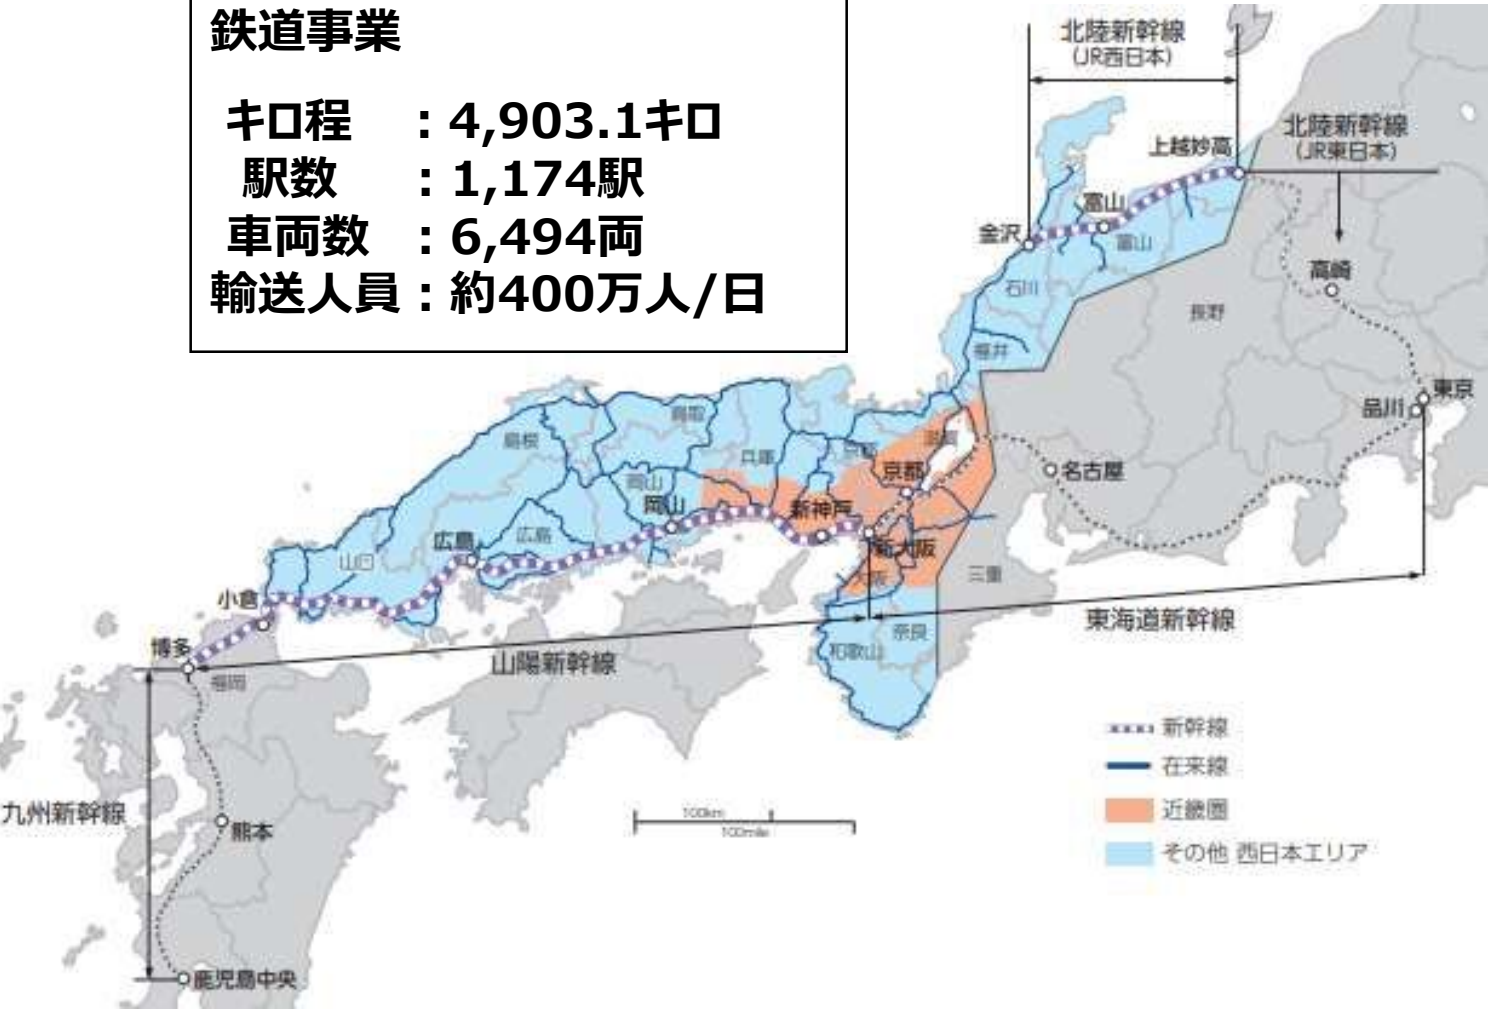 鉄道事業
キロ程 : 4,903.1キロ
駅数 : 1,174駅
車両数 : 6,494両
輸送人員 : 約400万人/日
北陸新幹線
(JR西日本)
北陸新幹線
(JR東日本)
上越妙高
富山
金沢
富山
石川
高崎
長野
福井
東京
品川
鳥取
島根
兵庫
京都
滋賀
京都
名古屋
岡山
岡山
新神戸
広島
広島
新大阪
山口
大阪
三重
小倉
東海道新幹線
奈良
和歌山
博多
山陽新幹線
福岡
新幹線
在来線
近畿圏
その他 西日本エリア
100km
100mile
九州新幹線
熊本
鹿児島中央